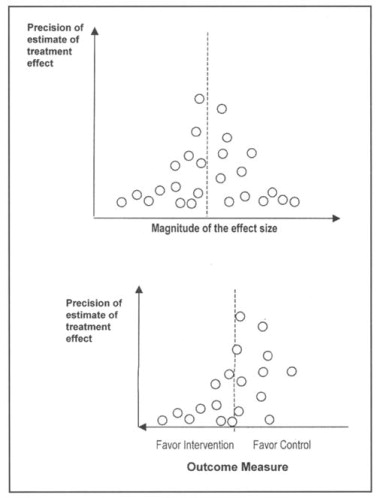 Precision of
estimate of
treatment
effect
Magnitude of the effect size
Precision of
estimate of
treatment
effect
Favor Intervention Favor Control
Outcome Measure